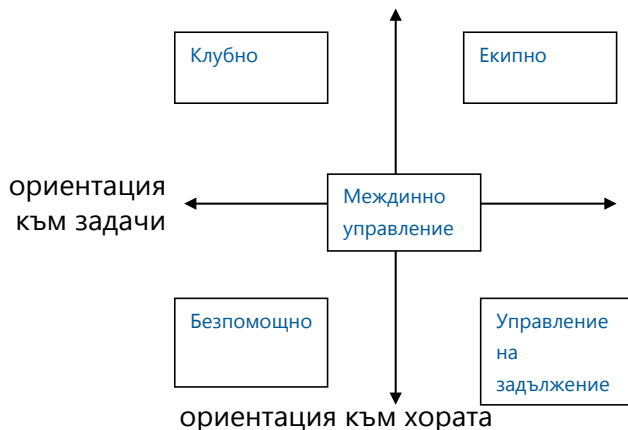 Клубно
Екипно
ориентация
към задачи
Междинно
управление
Безпомощно
Управление
на
задължение
ориентация към хората